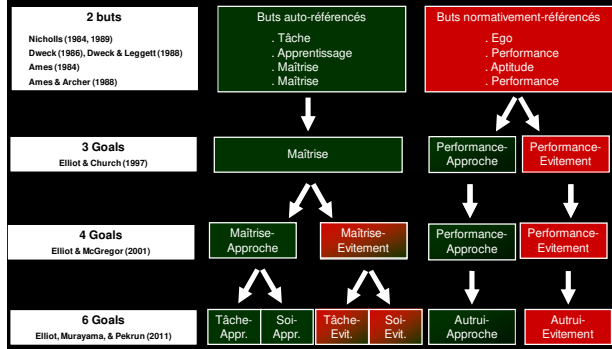 2 buts
Nicholls (1984, 1989)
Dweck (1986), Dweck & Leggett (1988)
Ames (1984)
Ames & Archer (1988)
Buts auto-référencés
. Tâche
. Apprentissage
. Maîtrise
. Maîtrise
Buts normativement-référencés
. Ego
. Performance
. Aptitude
. Performance
3 Goals
Elliot & Church (1997)
Maîtrise
Performance-
Approche
Performance-
Evitement
4 Goals
Elliot & McGregor (2001)
Maîtrise-
Approche
Maîtrise-
Evitement
Performance-
Approche
Performance-
Evitement
6 Goals
Elliot, Murayama, & Pekrun (2011)
Tâche-
Appr.
Soi-
Appr.
Tâche-
Evit.
Soi-
Evit.
Autrui-
Approche
Autrui-
Evitement